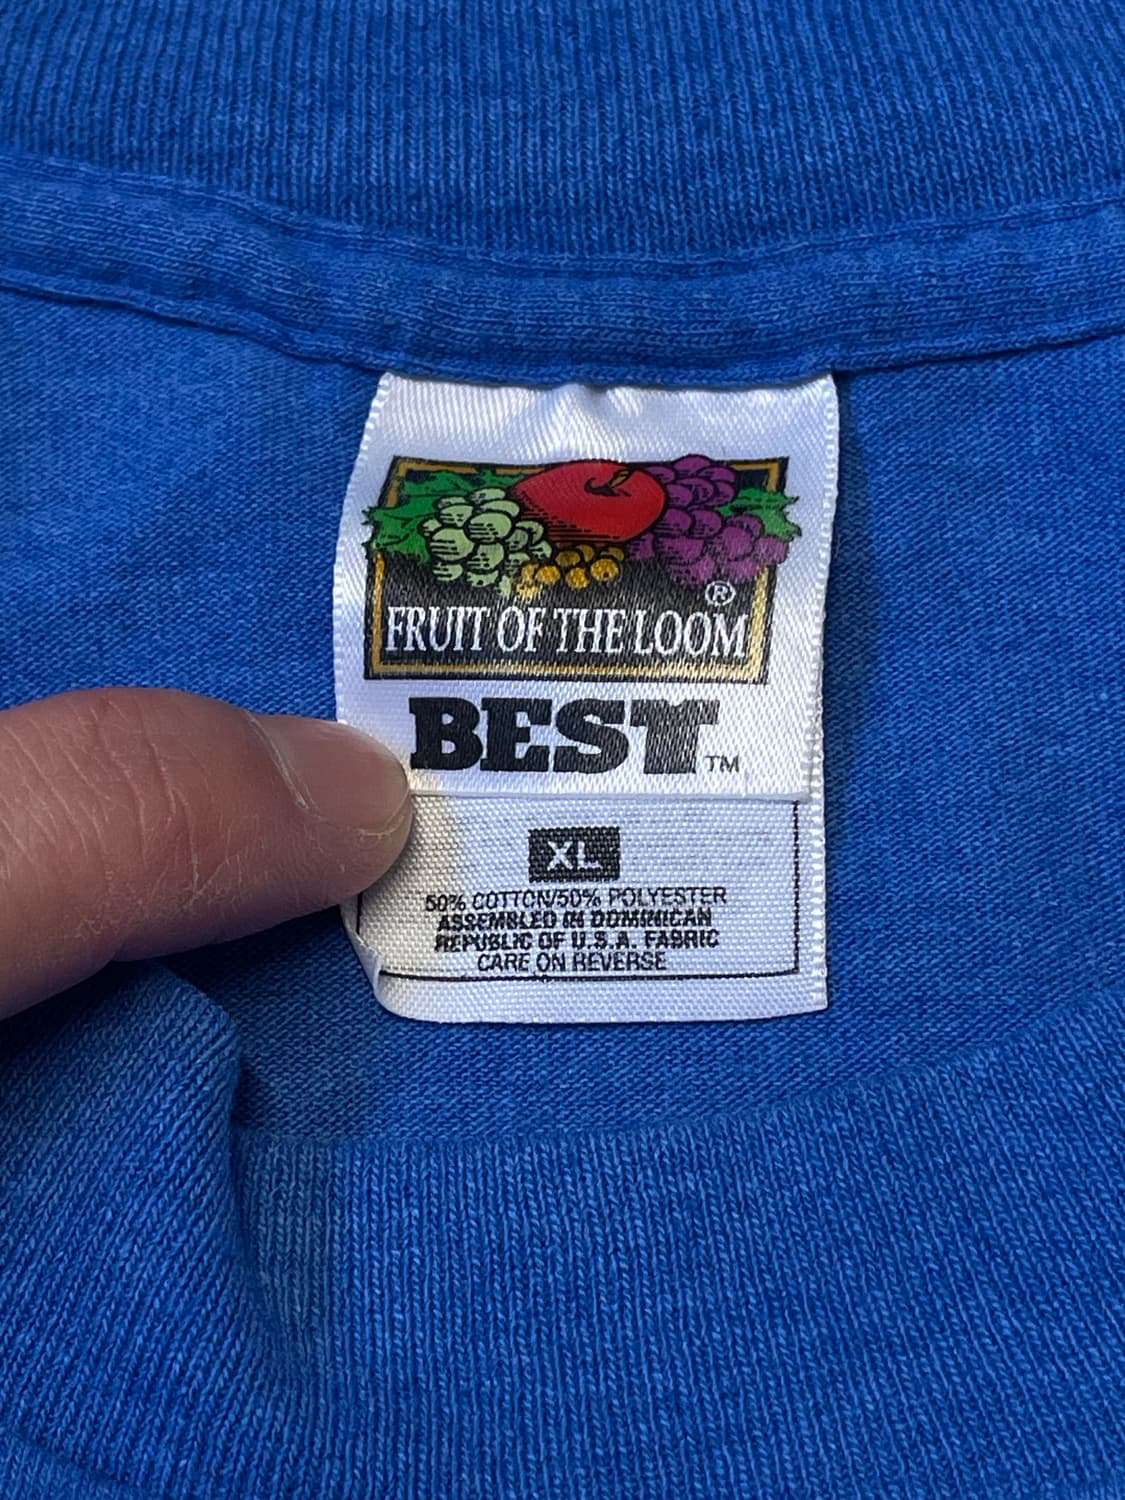 ®
FRUIT OF THE LOOM
BEST™
XL
50% COTTON/50% POLYESTER
ASSEMBLED IN DOMINICAN
REPUBLIC OF U.S.A. FABRIC
CARE ON REVERSE